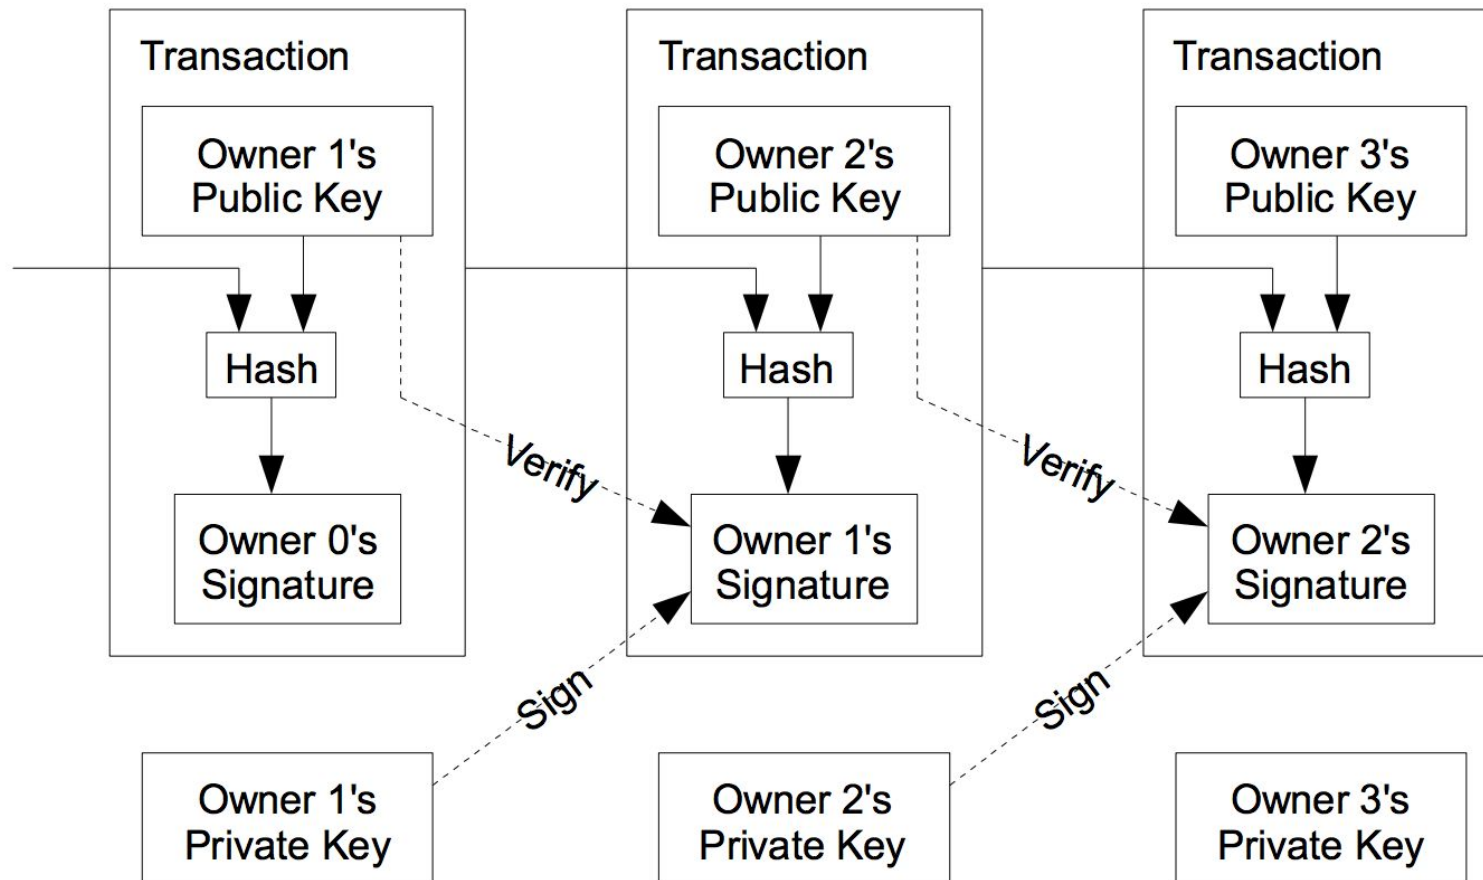 Transaction
Owner 1's
Public Key
Hash
Owner 0's
Signature
Transaction
Owner 2's
Public Key
Hash
Verify
Owner 1's
Signature
Transaction
Owner 3's
Public Key
Hash
Verify
Owner 2's
Signature
Sign
Sign
Owner 1's
Private Key
Owner 2's
Private Key
Owner 3's
Private Key